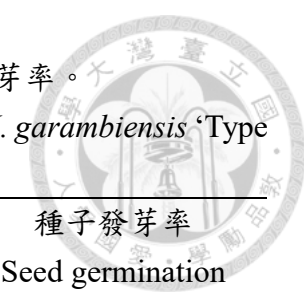 芽率。
garambiensis ‘Type
種子發芽率
Seed germination